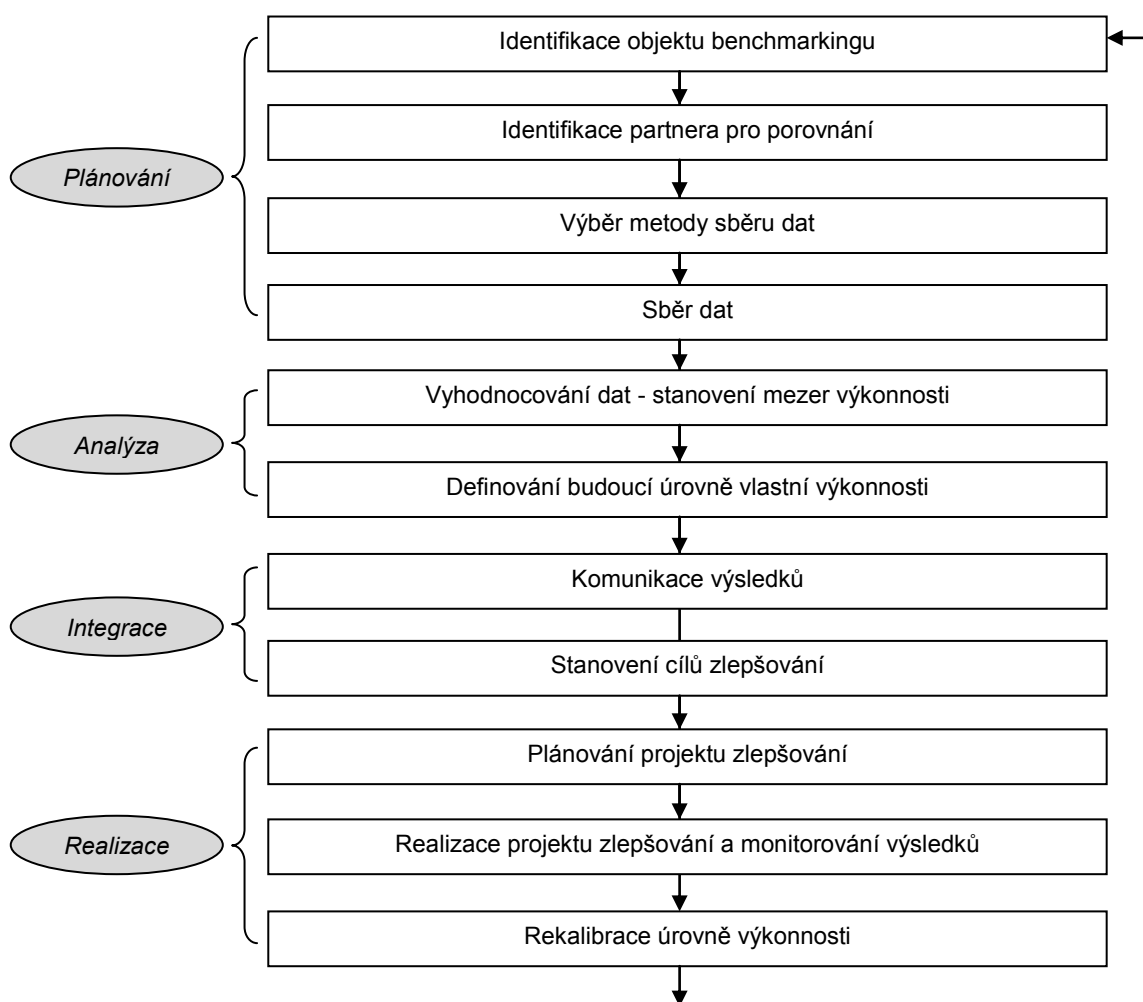 Identifikace objektu benchmarkingu
Identifikace partnera pro porovnání
Plánování
Výběr metody sběru dat
Sběr dat
Vyhodnocování dat - stanovení mezer výkonnosti
Analýza
Definování budoucí úrovně vlastní výkonnosti
Komunikace výsledků
Integrace
Stanovení cílů zlepšování
Plánování projektu zlepšování
Realizace
Realizace projektu zlepšování a monitorování výsledků
Rekalibrace úrovně výkonnosti